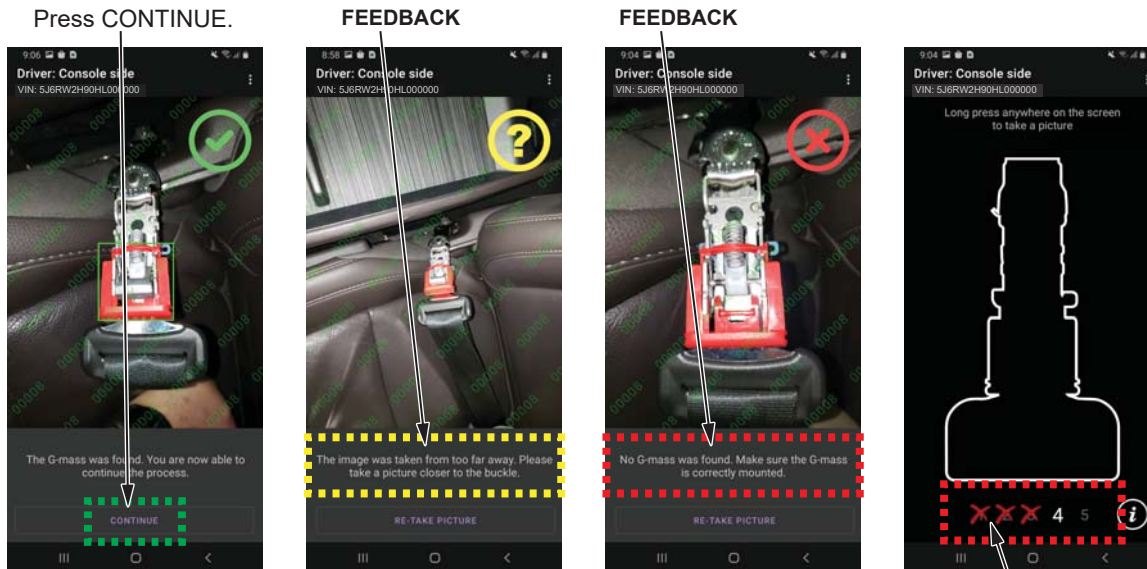 Press CONTINUE.
FEEDBACK
FEEDBACK
9:06
Driver: Console side
VIN: 5J6RW2H90HL000000
The G-mass was found. You are now able to
continue the process.
CONTINUE
8:58
Driver: Console side
VIN: 5J6RW2H90HL000000
?
The image was taken from too far away. Please
take a picture closer to the buckle.
RE-TAKE PICTURE
9:04
Driver: Console side
VIN: 5J6RW2H90HL000000
No G-mass was found. Make sure the G-mass
is correctly mounted.
RE-TAKE PICTURE
9:04
Driver: Console side
VIN: 5J6RW2H90HL000000
Long press anywhere on the screen
to take a picture
4 5 i
00008